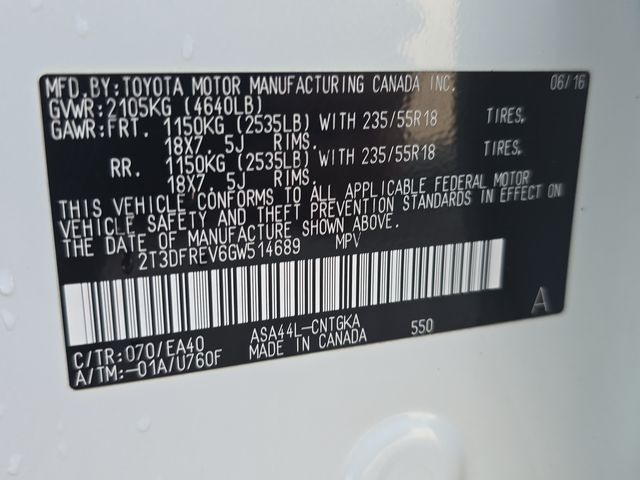 MFD.BY:TOYOTA MOTOR MANUFACTURING CANADA INC. 06/16
GVWR:2105KG (4640LB)
GAWR:FRT. 1150KG (2535LB) WITH 235/55R18 TIRES,
18X7.5J RIMS.
RR. 1150KG (2535LB) WITH 235/55R18 TIRES,
18X7.5J RIMS.
THIS VEHICLE CONFORMS TO ALL APPLICABLE FEDERAL MOTOR
VEHICLE SAFETY AND THEFT PREVENTION STANDARDS IN EFFECT ON
THE DATE OF MANUFACTURE SHOWN ABOVE.
2T3DFREV6GW514689 MPV
A
C/TR:070/EA40 ASA44L-CNTGKA 550
A/TM:-01A/U760F MADE IN CANADA